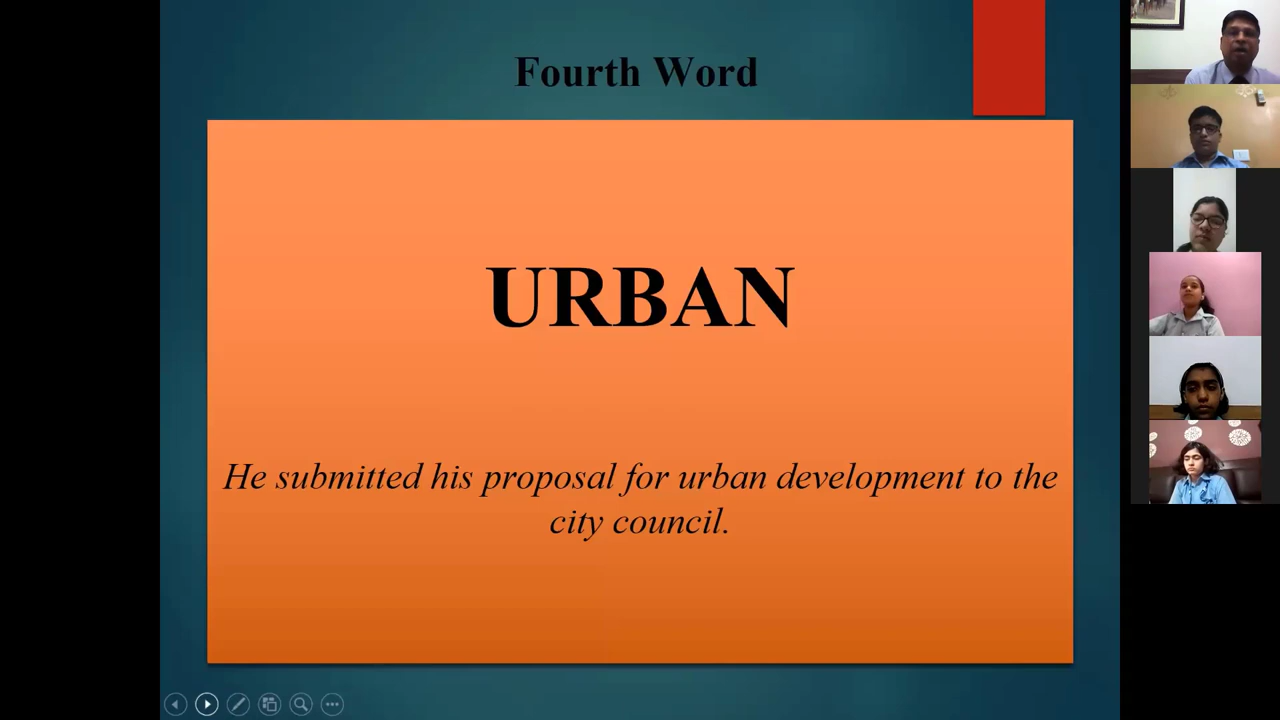 Fourth Word
URBAN
He submitted his proposal for urban development to the
city council.